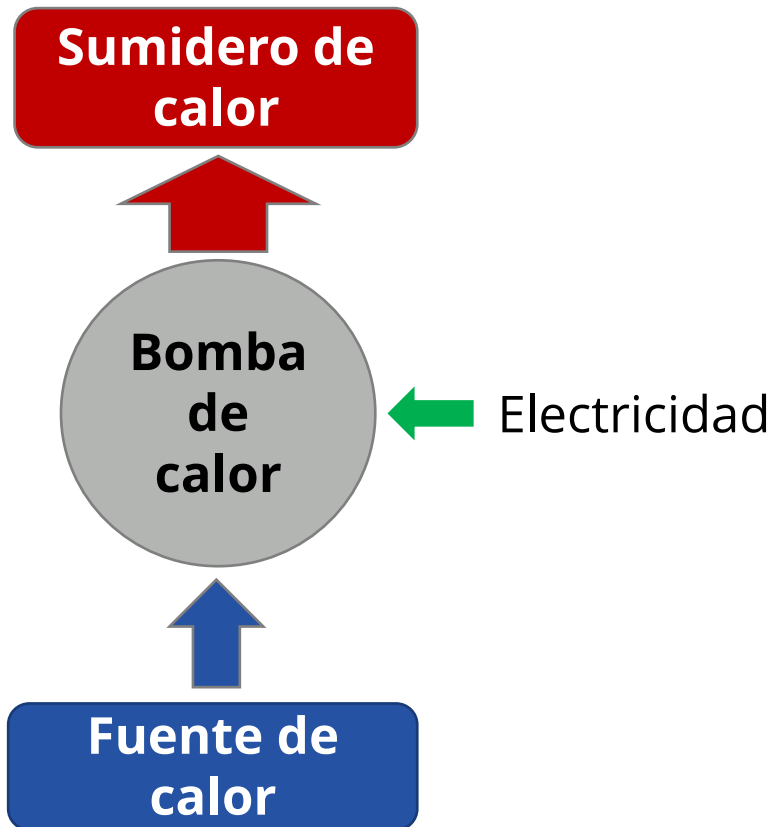 Sumidero de
calor
Bomba
de
calor
Electricidad
Fuente de
calor